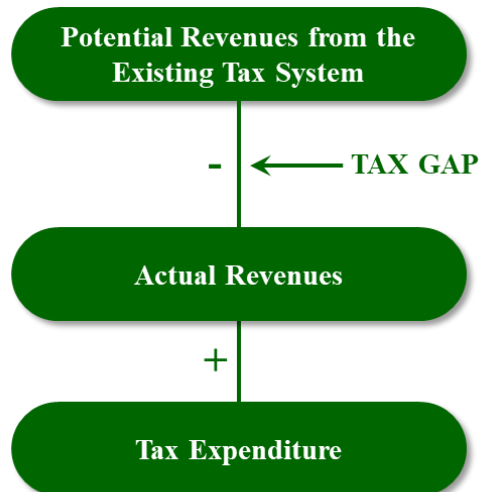 Potential Revenues from the
Existing Tax System
-
TAX GAP
Actual Revenues
+
Tax Expenditure